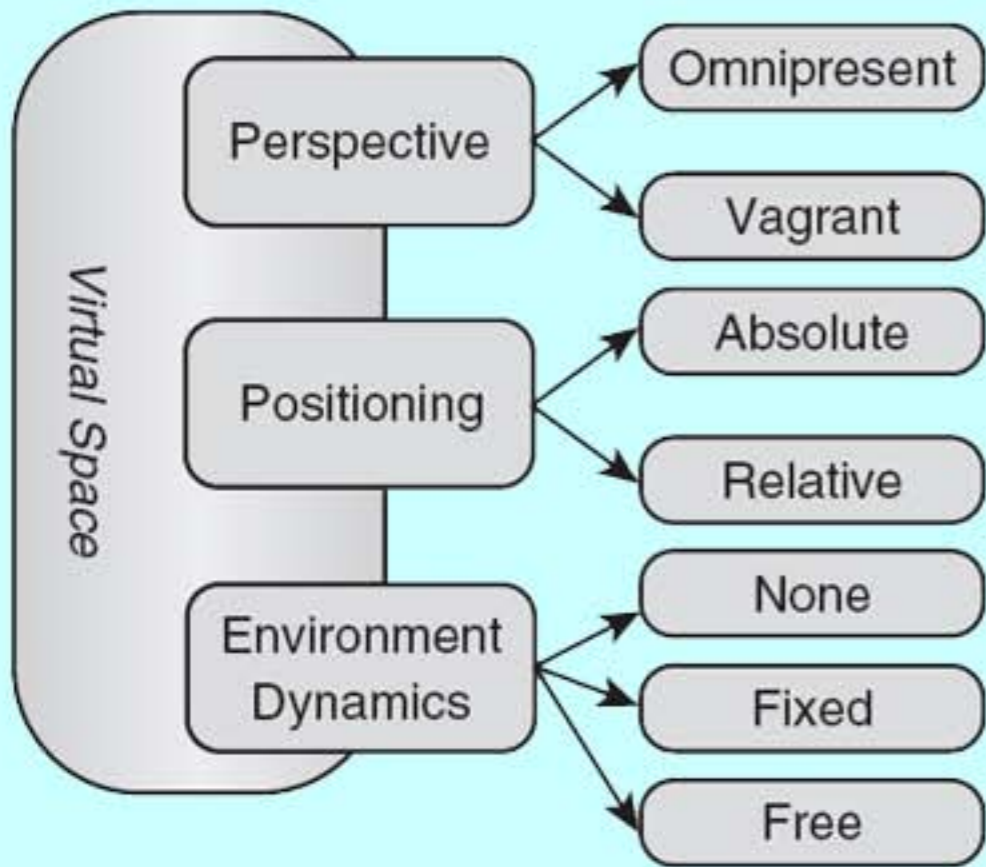 Virtual Space
Perspective
Omnipresent
Vagrant
Positioning
Absolute
Relative
Environment
Dynamics
None
Fixed
Free